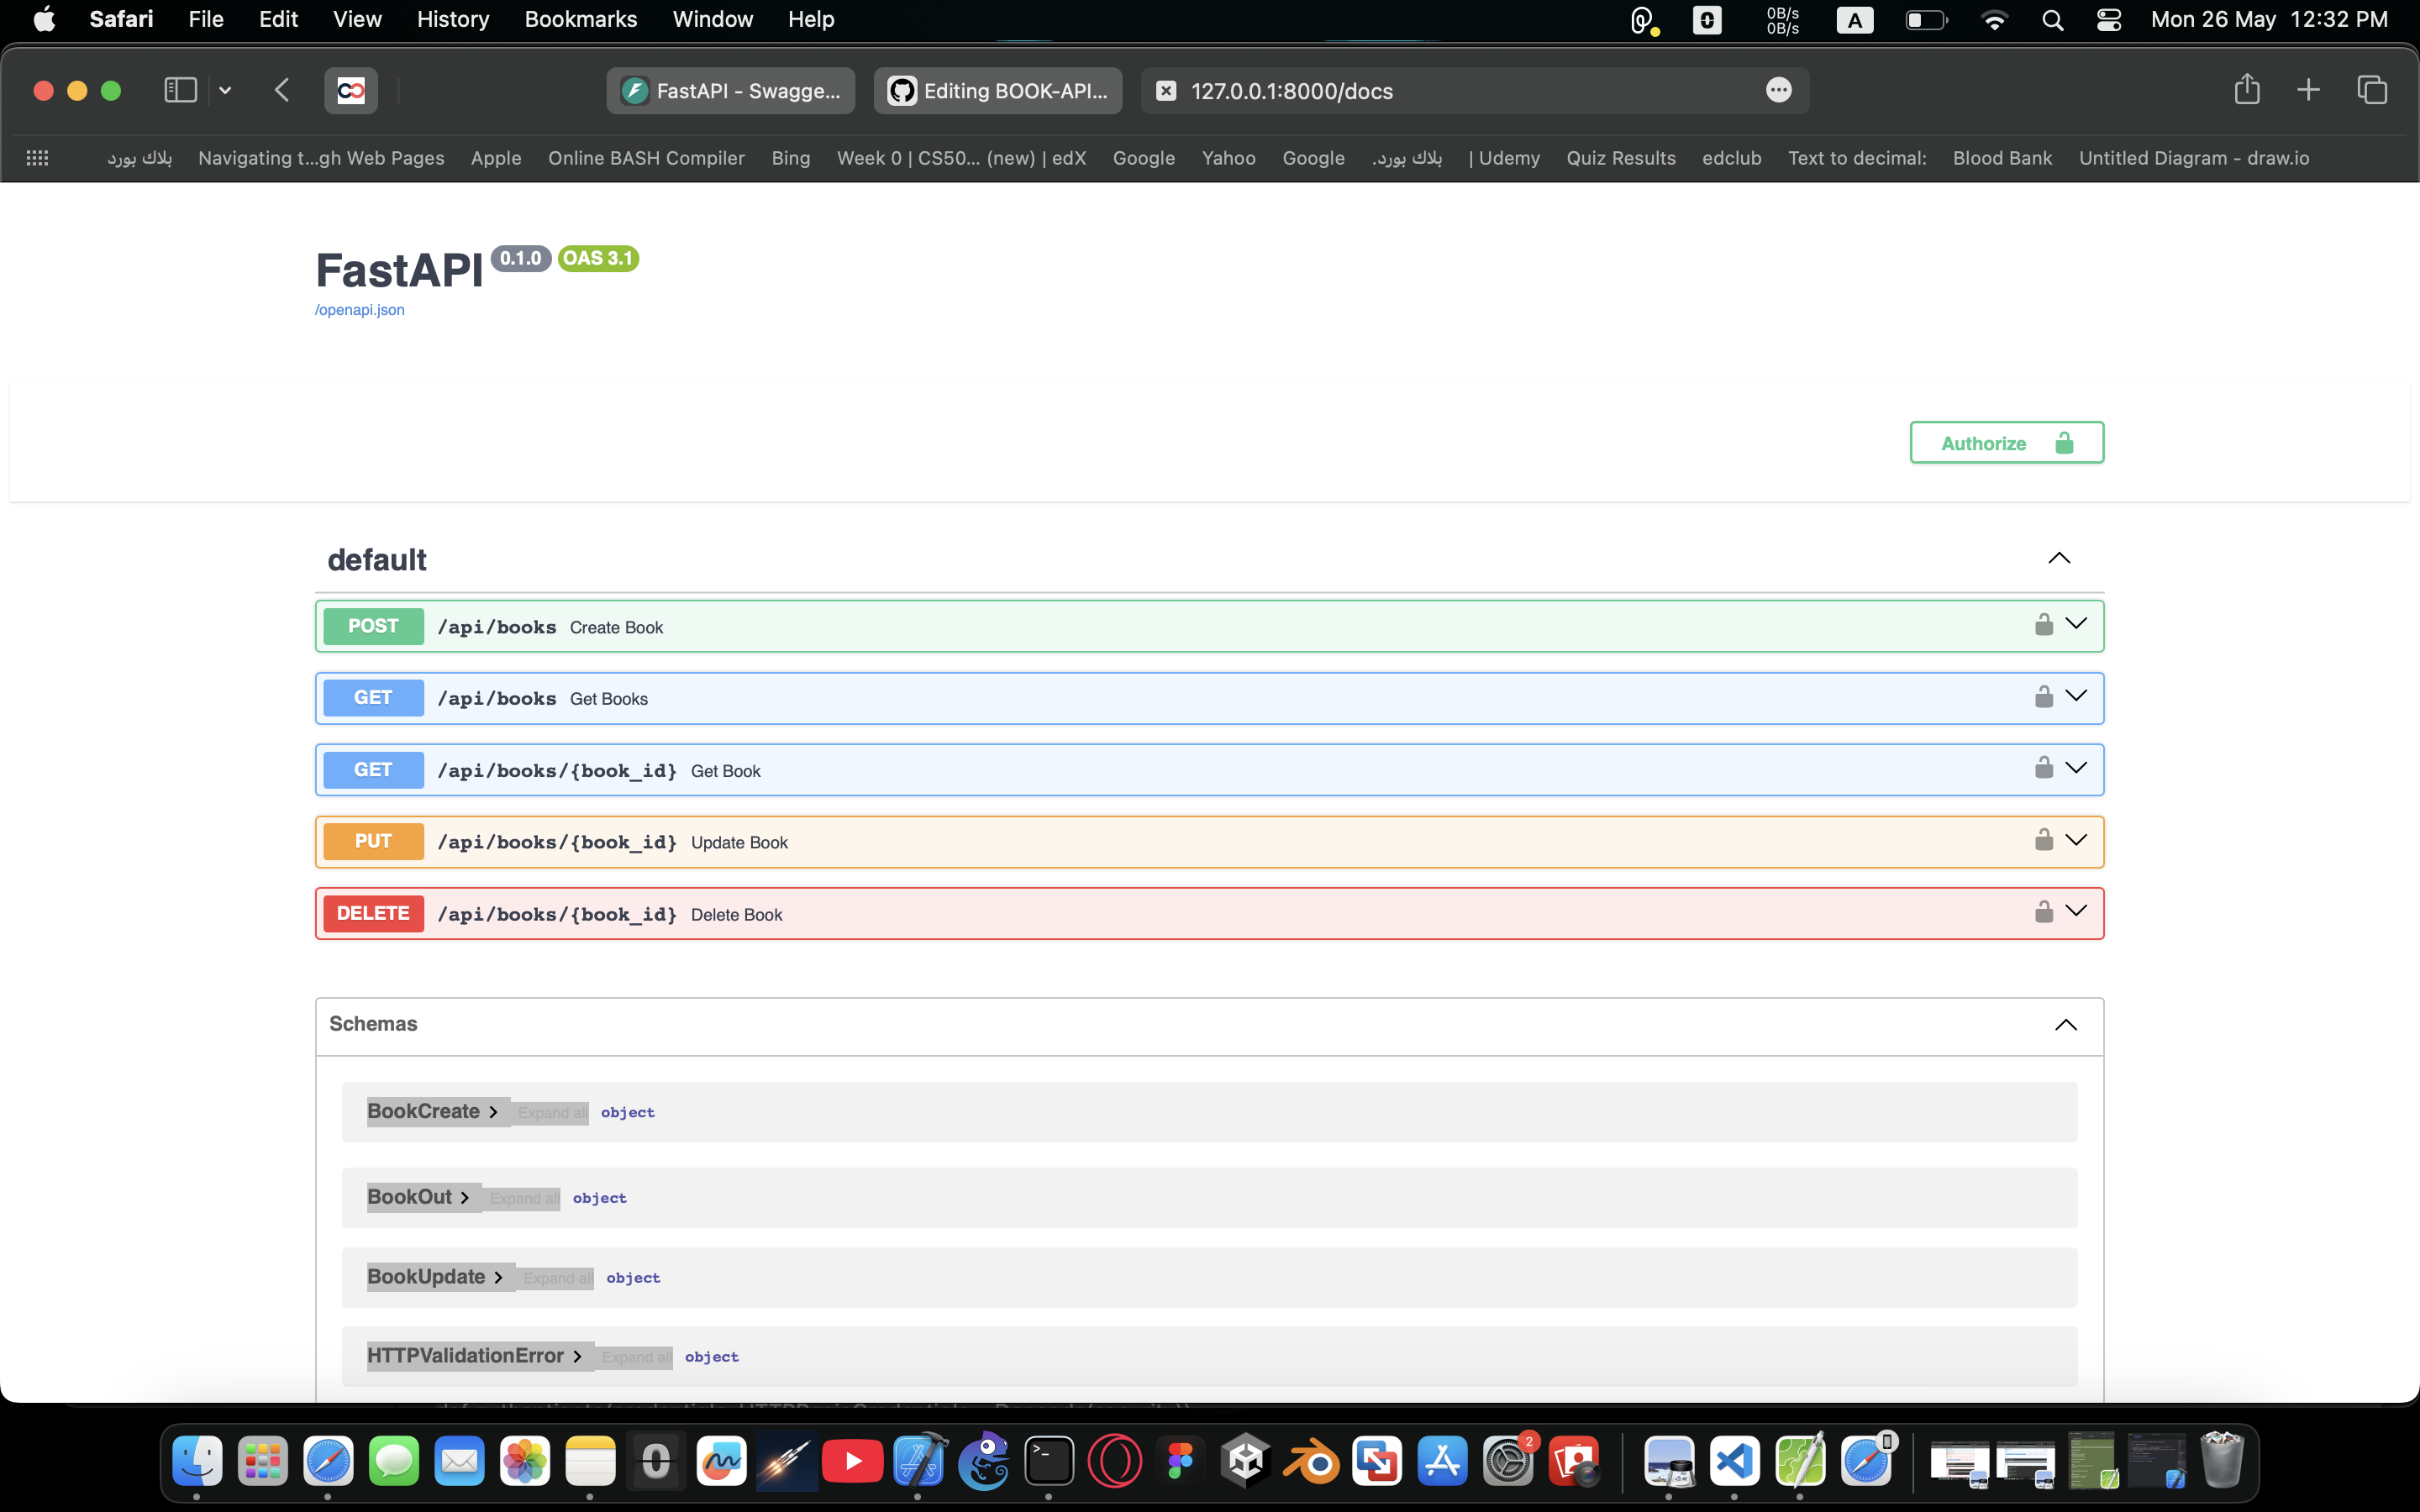 Safari File Edit View History Bookmarks Window Help 0B/s 0B/s A Mon 26 May 12:32 PM
FastAPI - Swagge... Editing BOOK-API... 127.0.0.1:8000/docs
بلاك بورد Navigating t...gh Web Pages Apple Online BASH Compiler Bing Week 0 | CS50... (new) | edX Google Yahoo Google بلاك بورد. | Udemy Quiz Results edclub Text to decimal: Blood Bank Untitled Diagram - draw.io
FastAPI 0.1.0 OAS 3.1
/openapi.json
Authorize
default
POST /api/books Create Book
GET /api/books Get Books
GET /api/books/{book_id} Get Book
PUT /api/books/{book_id} Update Book
DELETE /api/books/{book_id} Delete Book
Schemas
BookCreate Expand all object
BookOut Expand all object
BookUpdate Expand all object
HTTPValidationError Expand all object
2